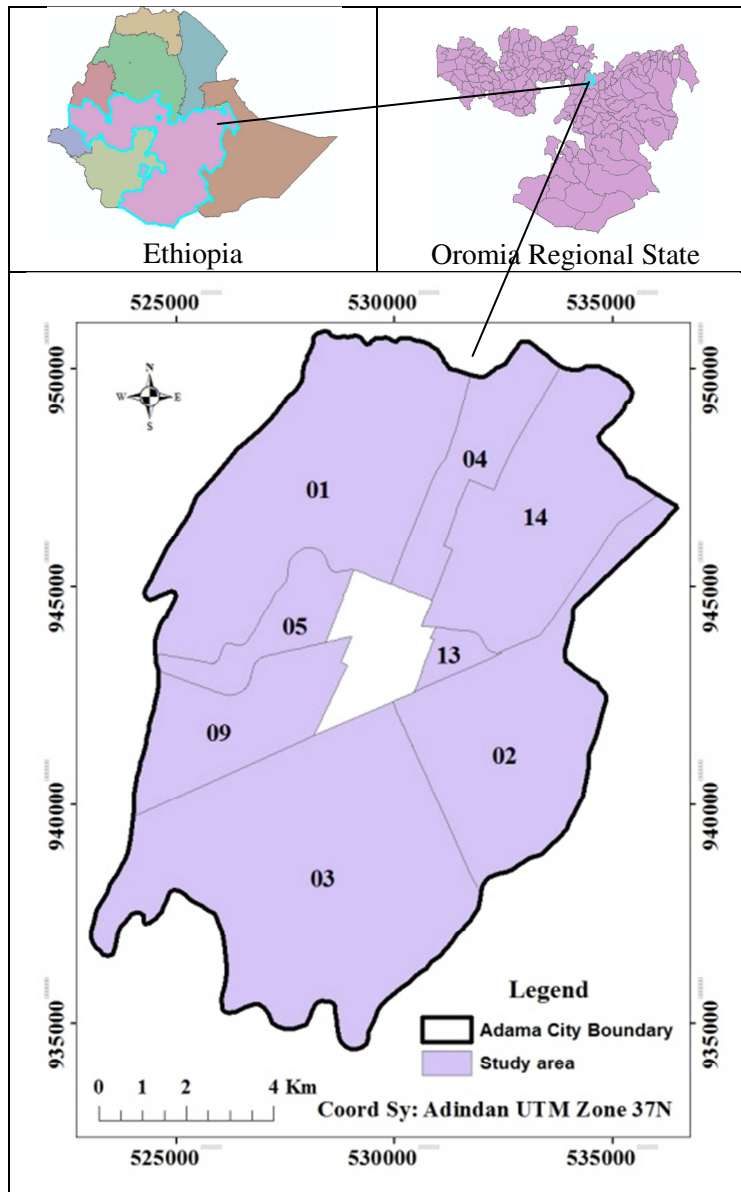 Ethiopia
Oromia Regional State
525000 530000 535000
950000 950000
N
W E
S
04
01
14
945000 945000
05
13
09
02
940000 940000
03
Legend
Adama City Boundary
Study area
935000 935000
0 1 2 4 Km
Coord Sy: Adindan UTM Zone 37N
525000 530000 535000